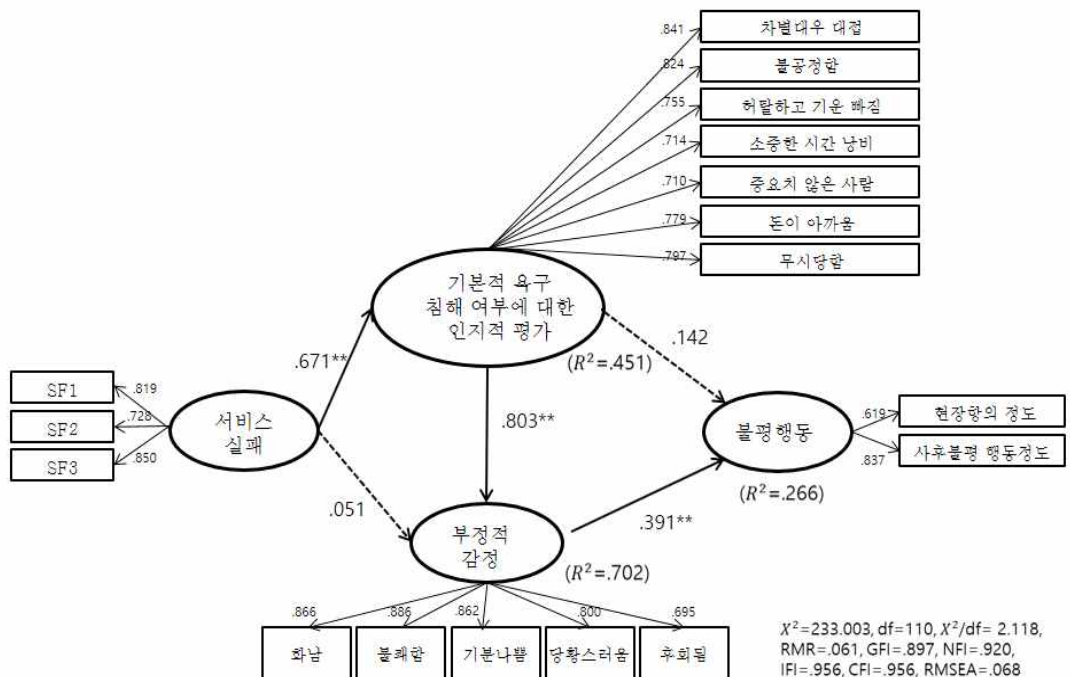 .841
차별대우 대접
.824
불공정함
.755
허탈하고 기운 빠짐
.714
소중한 시간 낭비
.710
중요치 않은 사람
.779
돈이 아까움
.797
무시당함
기본적 욕구
침해 여부에 대한
인지적 평가
(R²=.451)
.671**
.142
.803**
SF1
.819
SF2
.728
SF3
.850
서비스
실패
불평행동
(R²=.266)
.619
현장항의 정도
.837
사후불평 행동정도
.051
.391**
부정적
감정
(R²=.702)
.866
.886
.862
.800
.695
화남
불쾌함
기분나쁨
당황스러움
후회됨
X²=233.003, df=110, X²/df= 2.118,
RMR=.061, GFI=.897, NFI=.920,
IFI=.956, CFI=.956, RMSEA=.068